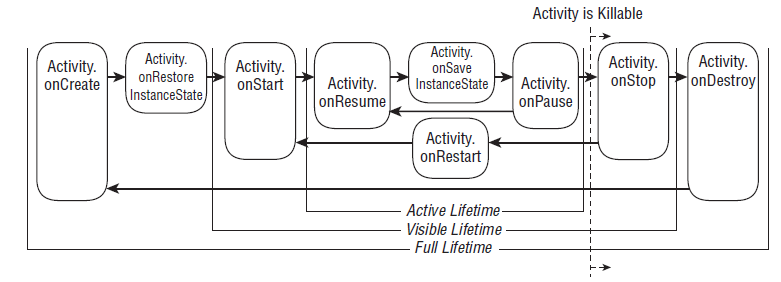 Activity is Killable
Activity.
onCreate
Activity.
onRestore
InstanceState
Activity.
onStart
Activity.
onResume
Activity.
onSave
InstanceState
Activity.
onPause
Activity.
onStop
Activity.
onDestroy
Activity.
onRestart
Active Lifetime
Visible Lifetime
Full Lifetime